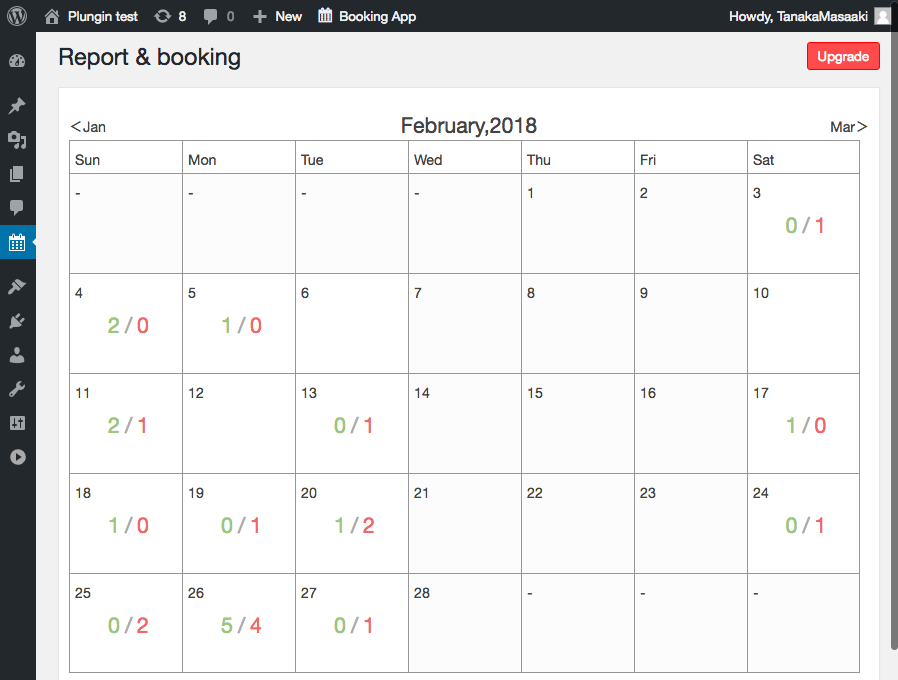 Plungin test 8 0 New Booking App Howdy, TanakaMasaaki
Report & booking Upgrade
<Jan February,2018 Mar>
Sun Mon Tue Wed Thu Fri Sat
- - - - 1 2 3
0 / 1
4 5 6 7 8 9 10
2 / 0 1 / 0
11 12 13 14 15 16 17
2 / 1 0 / 1 1 / 0
18 19 20 21 22 23 24
1 / 0 0 / 1 1 / 2 0 / 1
25 26 27 28 - - -
0 / 2 5 / 4 0 / 1